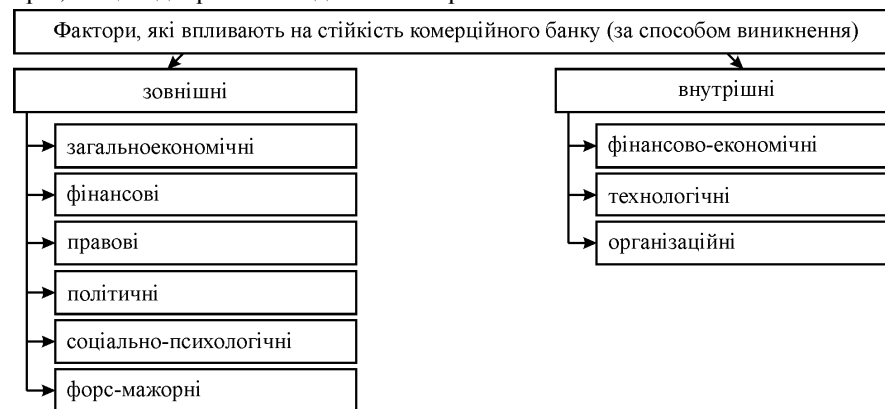 Фактори, які впливають на стійкість комерційного банку (за способом виникнення)
зовнішні
внутрішні
загальноекономічні
фінансово-економічні
фінансові
технологічні
правові
організаційні
політичні
соціально-психологічні
форс-мажорні